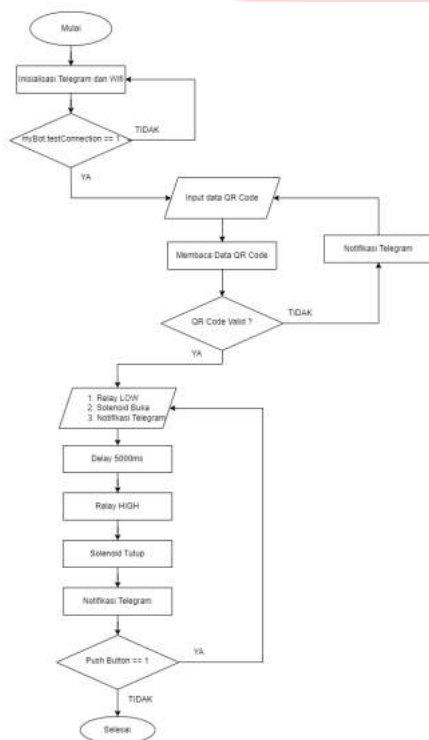 Mulai
Inisialisasi Telegram dan Wifi
myBot.testConnection == 1
TIDAK
YA
Input data QR Code
Membaca Data QR Code
Notifikasi Telegram
QR Code Valid ?
TIDAK
YA
1. Relay LOW
2. Solenoid Buka
3. Notifikasi Telegram
Delay 5000ms
Relay HIGH
Solenoid Tutup
Notifikasi Telegram
Push Button == 1
YA
TIDAK
Selesai